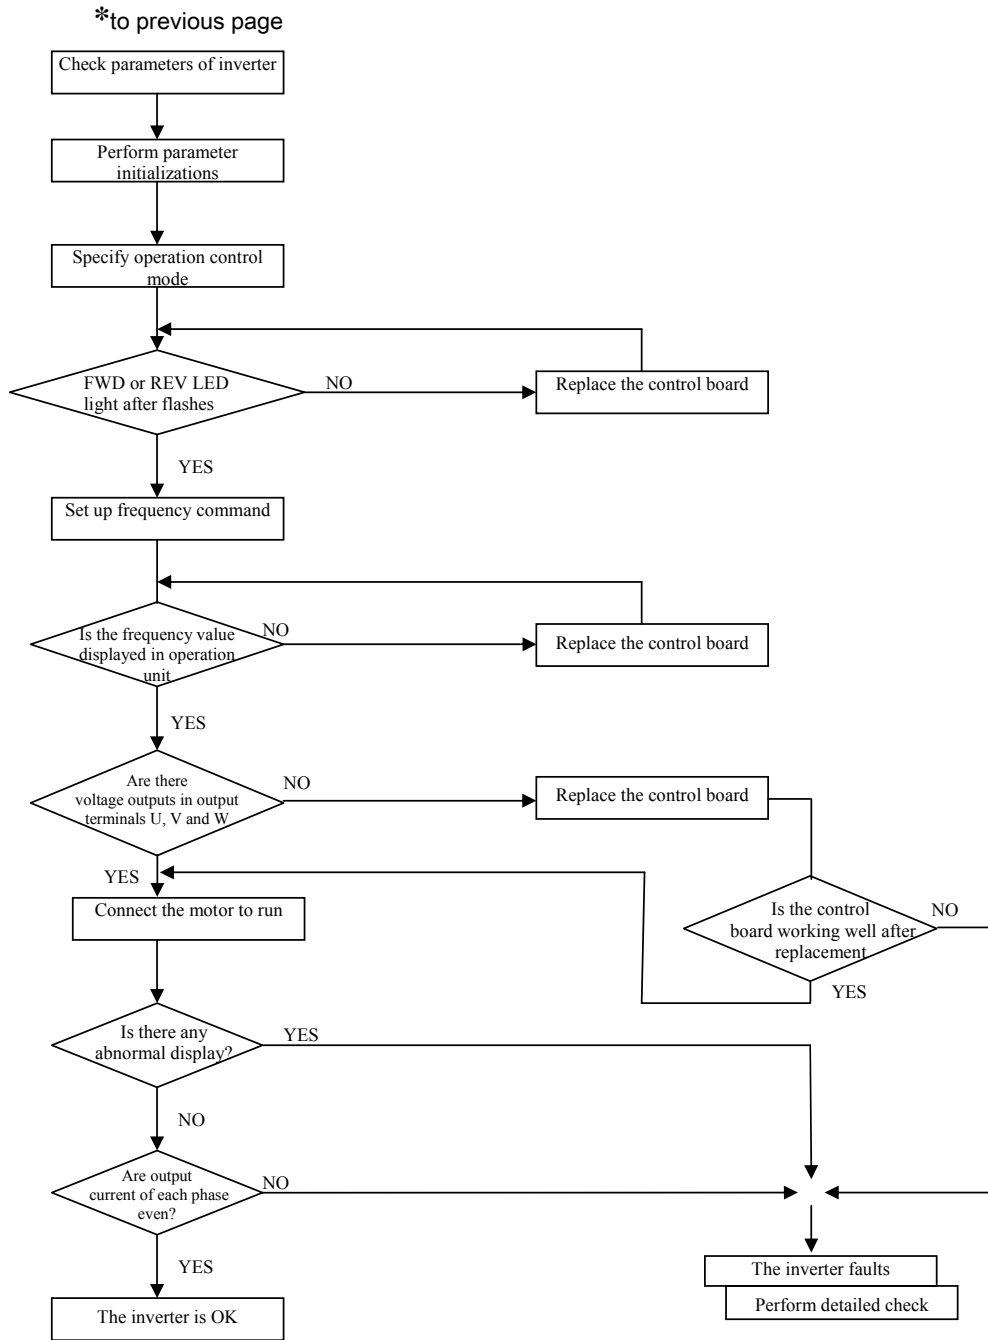 *to previous page
Check parameters of inverter
Perform parameter
initializations
Specify operation control
mode
FWD or REV LED
light after flashes
NO
Replace the control board
YES
Set up frequency command
Is the frequency value
displayed in operation
unit
NO
Replace the control board
YES
Are there
voltage outputs in output
terminals U, V and W
NO
Replace the control board
YES
Connect the motor to run
Is the control
board working well after
replacement
NO
YES
Is there any
abnormal display?
YES
NO
Are output
current of each phase
even?
NO
YES
The inverter faults
Perform detailed check
The inverter is OK